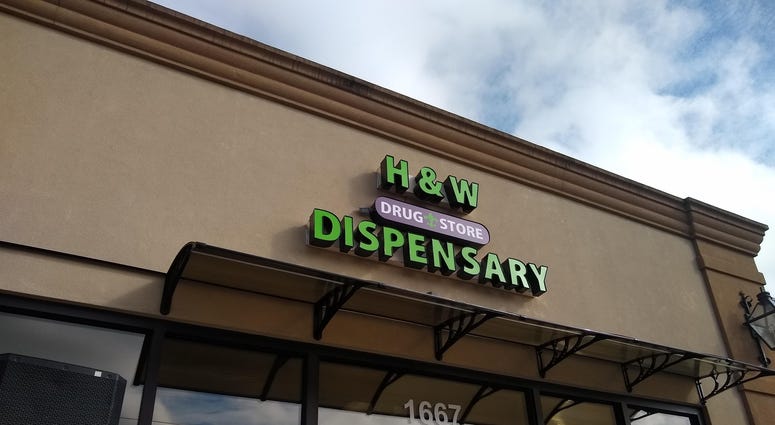 H & W
DRUG STORE
DISPENSARY
1667